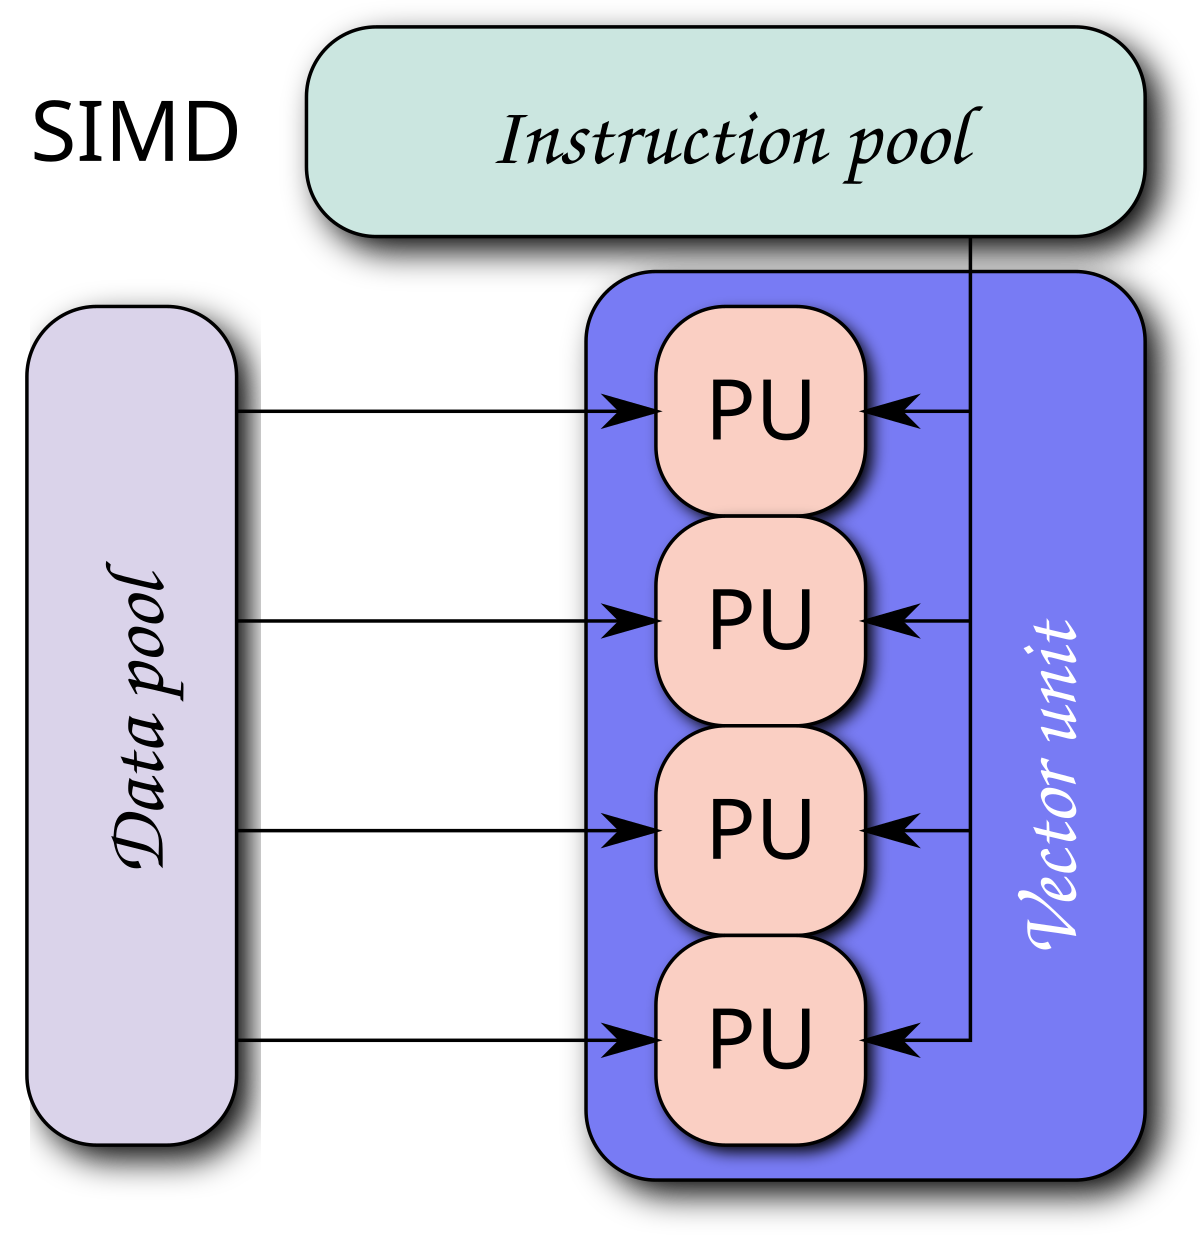 SIMD
Instruction pool
Data pool
PU
PU
PU
PU
Vector unit